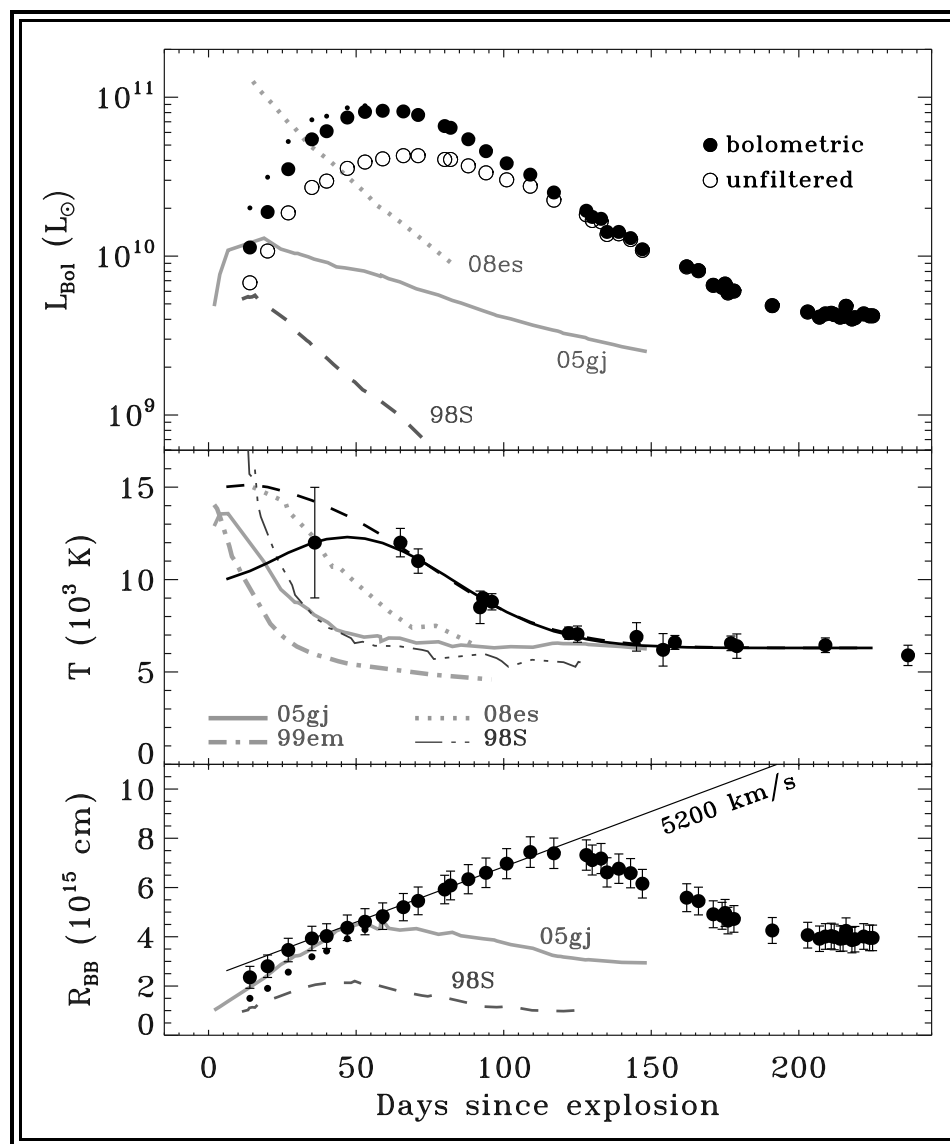 L_Bol (L_⊙)
10^11
10^10
10^9
bolometric
unfiltered
08es
05gj
98S
T (10^3 K)
15
10
5
0
05gj
08es
99em
98S
R_BB (10^15 cm)
10
8
6
4
2
0
5200 km/s
05gj
98S
0 50 100 150 200
Days since explosion